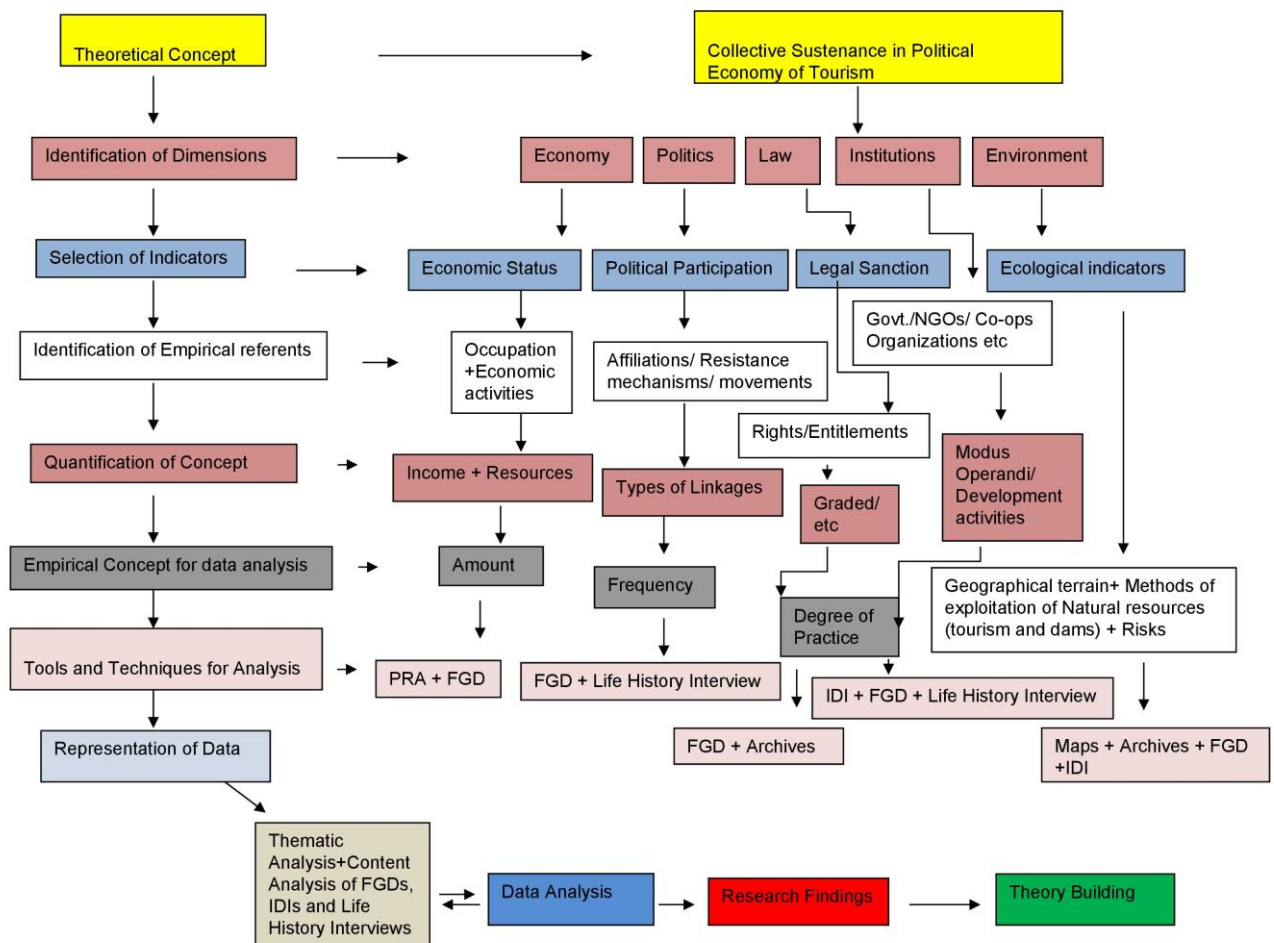 Theoretical Concept
Collective Sustenance in Political
Economy of Tourism
Identification of Dimensions
Economy
Politics
Law
Institutions
Environment
Selection of Indicators
Economic Status
Political Participation
Legal Sanction
Ecological indicators
Identification of Empirical referents
Occupation
+Economic
activities
Affiliations/ Resistance
mechanisms/ movements
Govt./NGOs/ Co-ops
Organizations etc
Rights/Entitlements
Quantification of Concept
Income + Resources
Types of Linkages
Graded/
etc
Modus
Operandi/
Development
activities
Empirical Concept for data analysis
Amount
Frequency
Degree of
Practice
Geographical terrain+ Methods of
exploitation of Natural resources
(tourism and dams) + Risks
Tools and Techniques for Analysis
PRA + FGD
FGD + Life History Interview
IDI + FGD + Life History Interview
FGD + Archives
Maps + Archives + FGD
+IDI
Representation of Data
Thematic
Analysis+Content
Analysis of FGDs,
IDIs and Life
History Interviews
Data Analysis
Research Findings
Theory Building